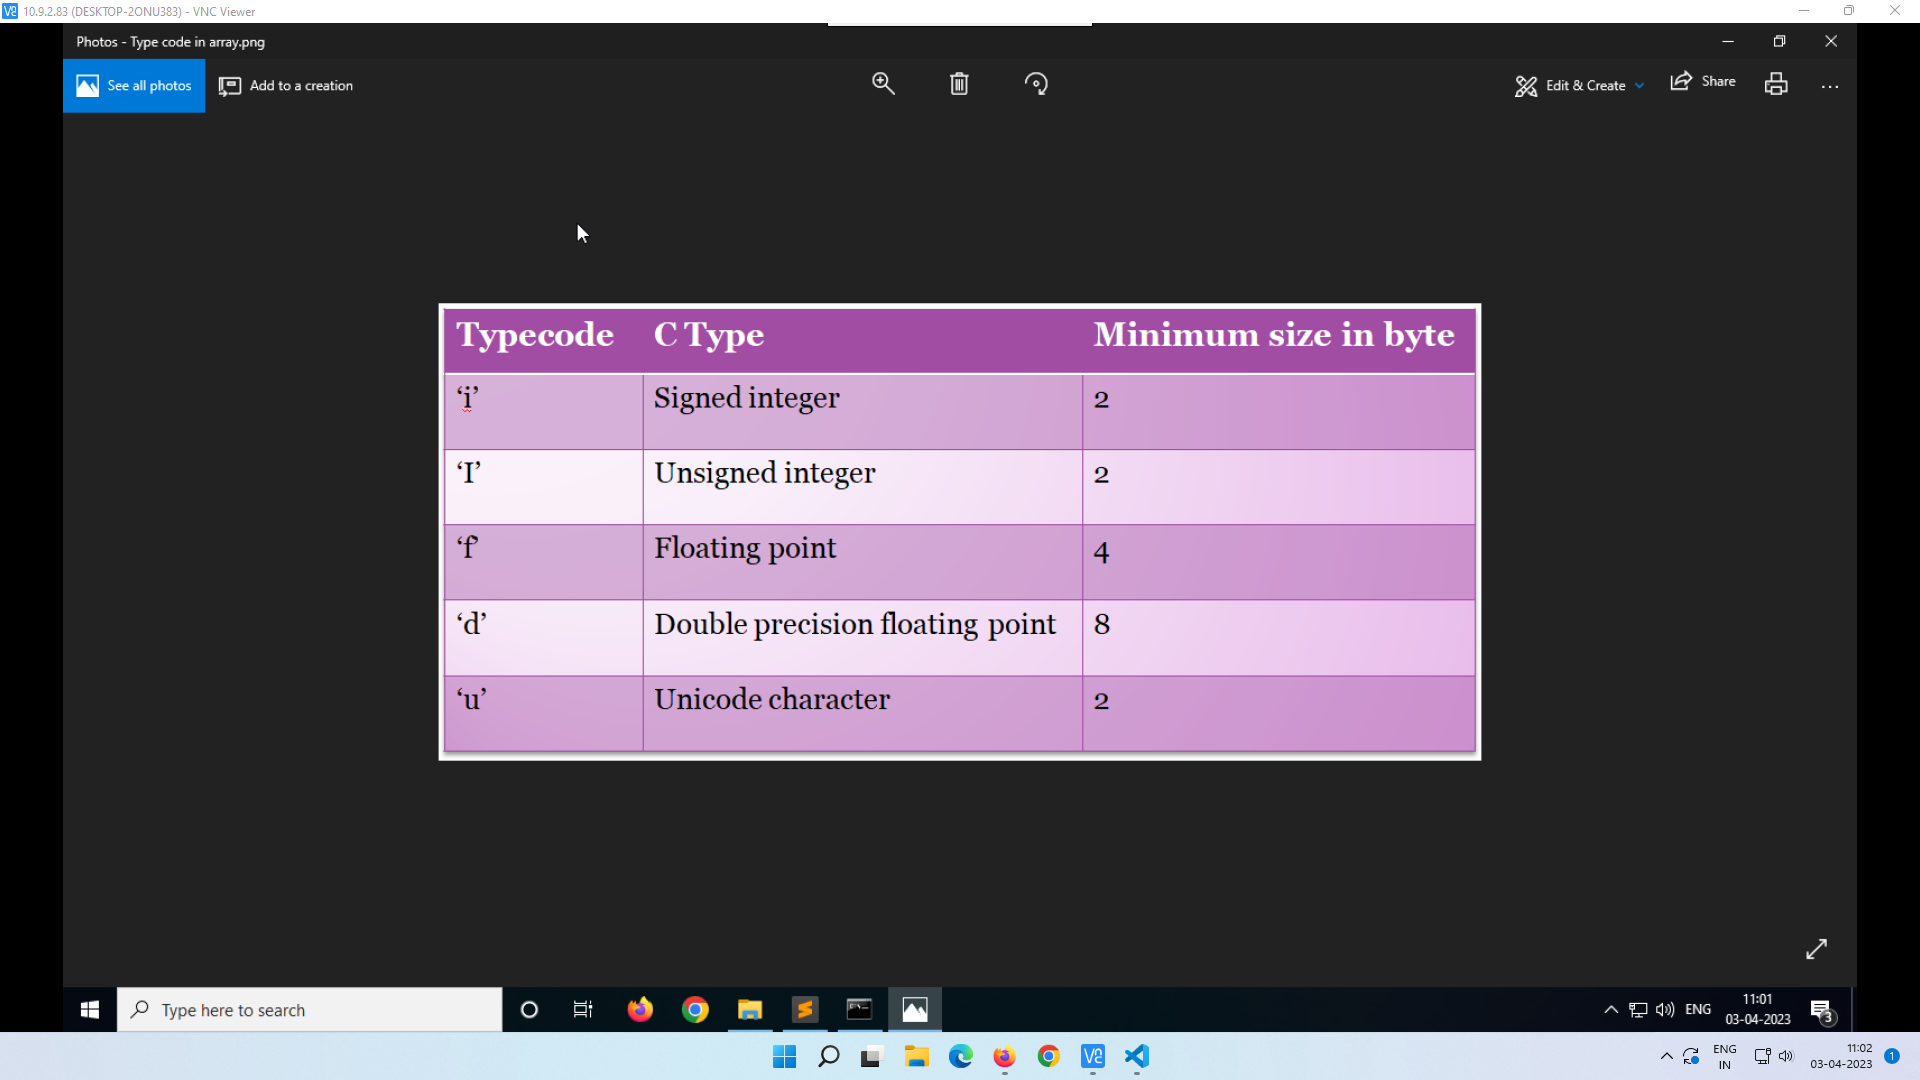 10.9.2.83 (DESKTOP-2ONU383) - VNC Viewer
Photos - Type code in array.png
See all photos
Add to a creation
Edit & Create
Share
Typecode C Type Minimum size in byte
‘i’ Signed integer 2
‘I’ Unsigned integer 2
‘f’ Floating point 4
‘d’ Double precision floating point 8
‘u’ Unicode character 2
Type here to search
ENG
11:01
03-04-2023
3
ENG
IN
11:02
03-04-2023
1